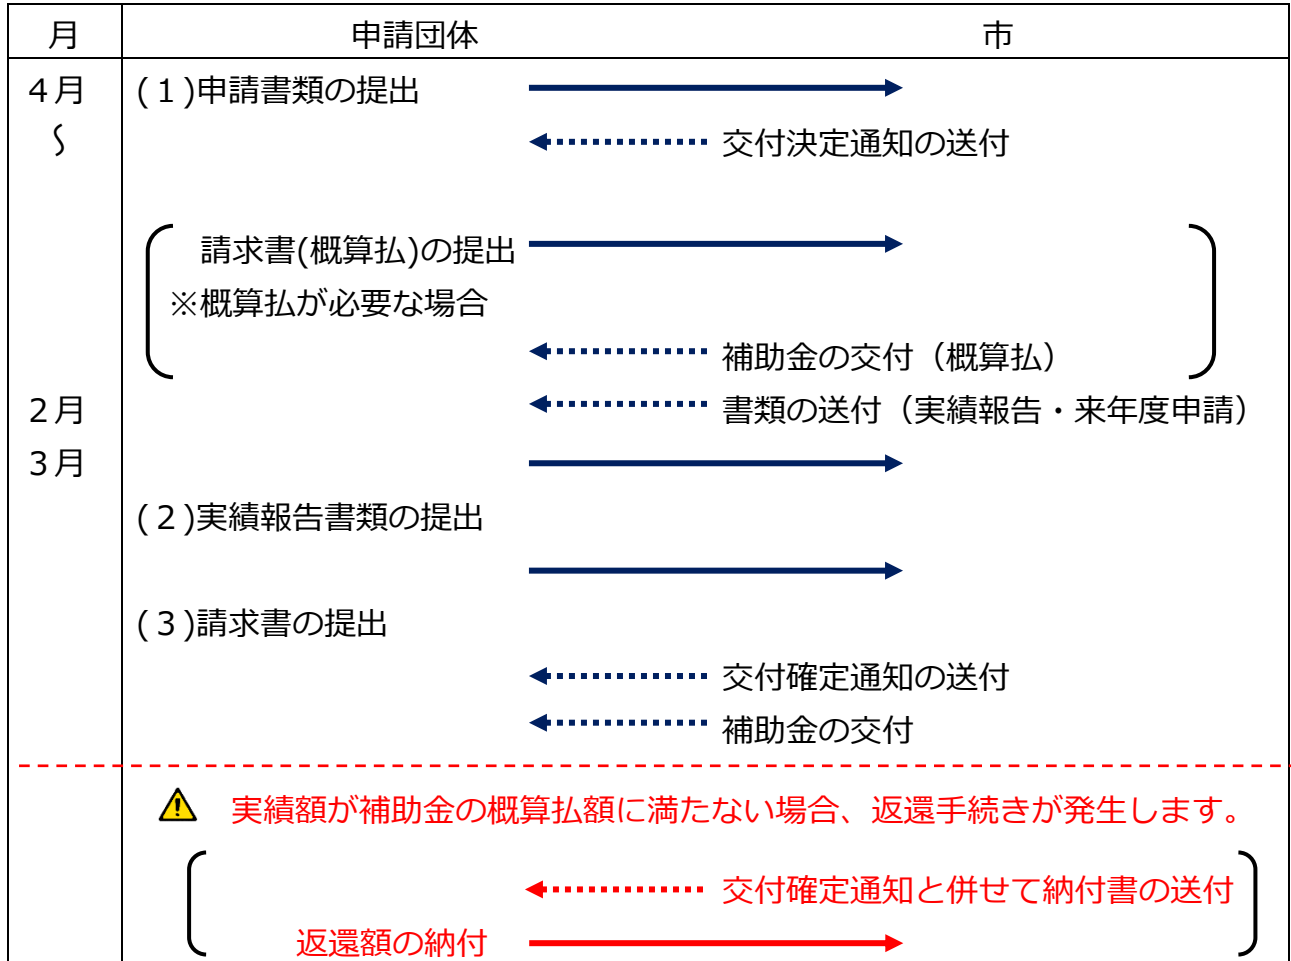 月 申請団体 市
４月 (１)申請書類の提出
～ 交付決定通知の送付
請求書(概算払)の提出
※概算払が必要な場合
補助金の交付（概算払）
２月 書類の送付（実績報告・来年度申請）
３月
(２)実績報告書類の提出
(３)請求書の提出
交付確定通知の送付
補助金の交付
実績額が補助金の概算払額に満たない場合、返還手続きが発生します。
交付確定通知と併せて納付書の送付
返還額の納付